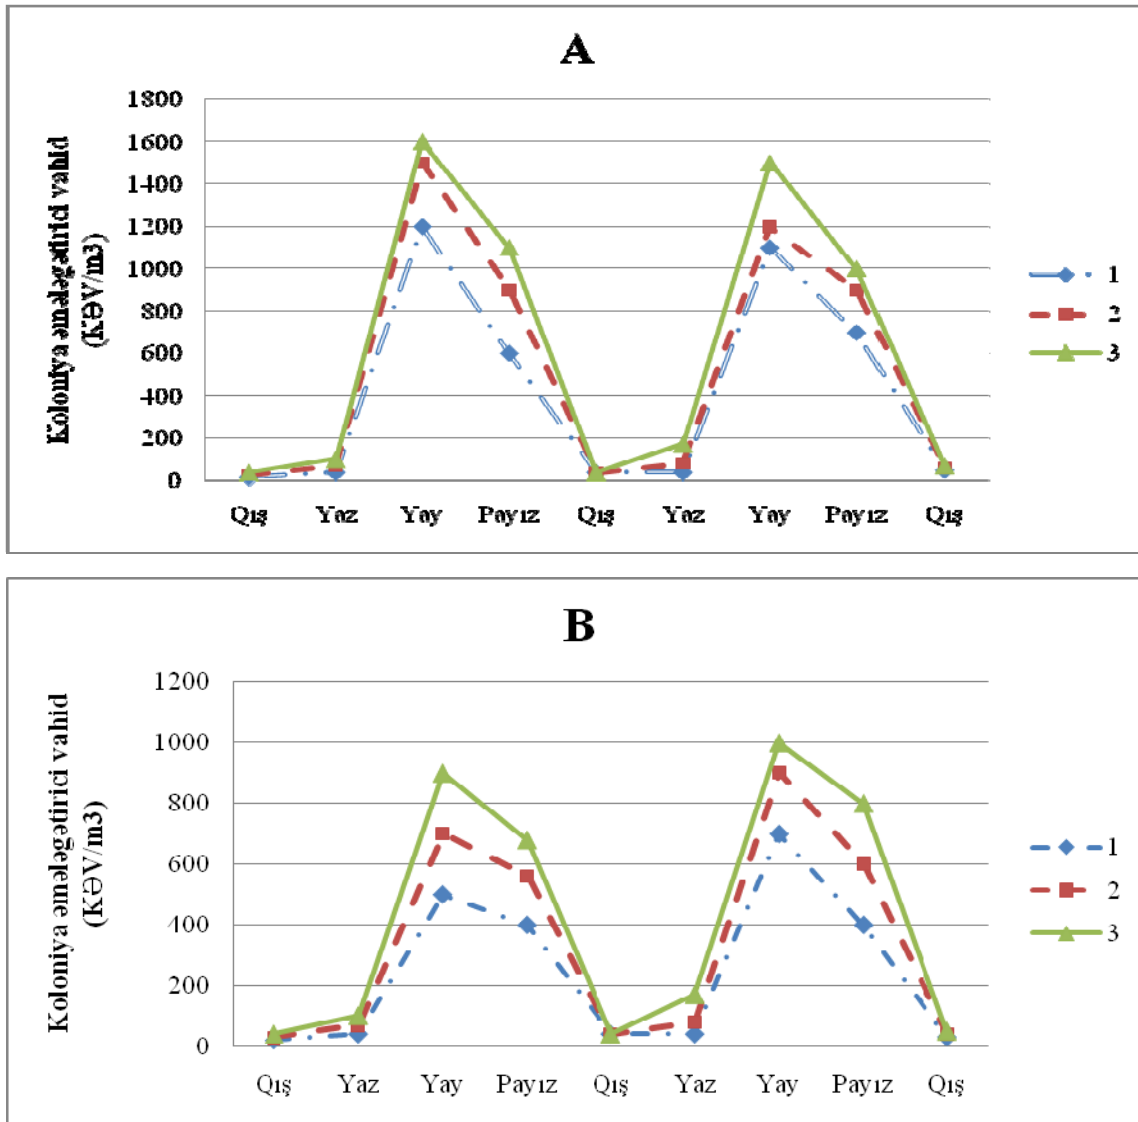 A
Koloniya əmələgətirici vahid
(KƏV/m3)
1800
1600
1400
1200
1000
800
600
400
200
0
Qış Yaz Yay Payız Qış Yaz Yay Payız Qış
1
2
3
B
Koloniya əmələgətirici vahid
(KƏV/m3)
1200
1000
800
600
400
200
0
Qış Yaz Yay Payız Qış Yaz Yay Payız Qış
1
2
3